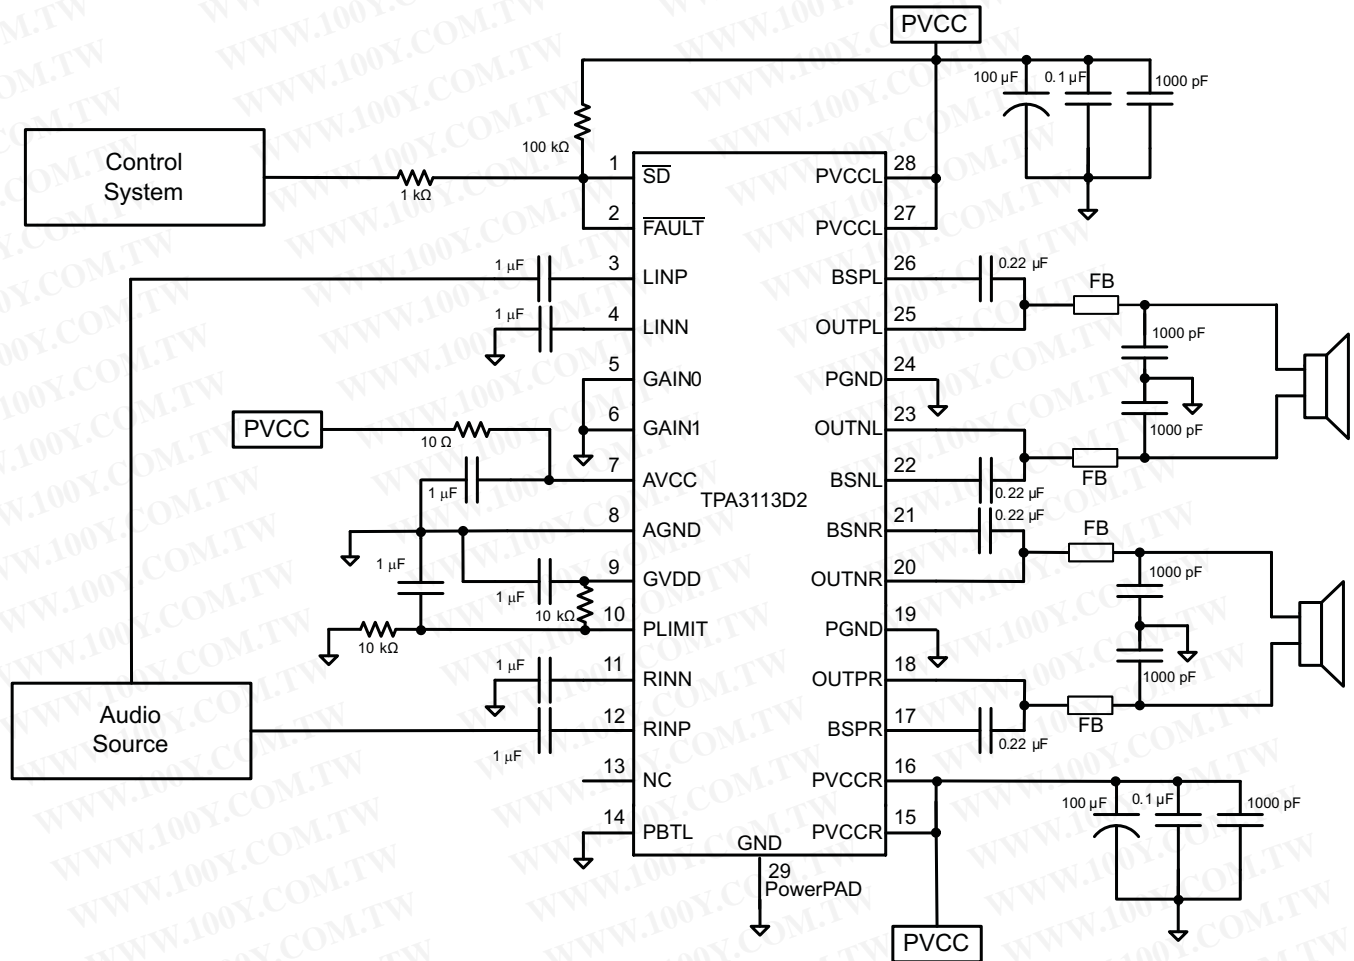 PVCC
100 µF
0.1 µF
1000 pF
Control
System
100 kΩ
1 kΩ
1
SD
2
FAULT
1 µF
3
LINP
1 µF
4
LINN
5
GAIN0
6
GAIN1
PVCC
10 Ω
7
AVCC
1 µF
8
AGND
1 µF
9
GVDD
1 µF
10 kΩ
10
PLIMIT
10 kΩ
1 µF
11
RINN
12
RINP
1 µF
Audio
Source
13
NC
14
PBTL
TPA3113D2
GND
29
PowerPAD
28
PVCCL
27
PVCCL
26
BSPL
0.22 µF
FB
25
OUTPL
1000 pF
24
PGND
23
OUTNL
1000 pF
FB
22
BSNL
0.22 µF
0.22 µF
21
BSNR
FB
20
OUTNR
1000 pF
19
PGND
18
OUTPR
1000 pF
FB
17
BSPR
0.22 µF
16
PVCCR
15
PVCCR
100 µF
0.1 µF
1000 pF
PVCC
WWW.100Y.COM.TW